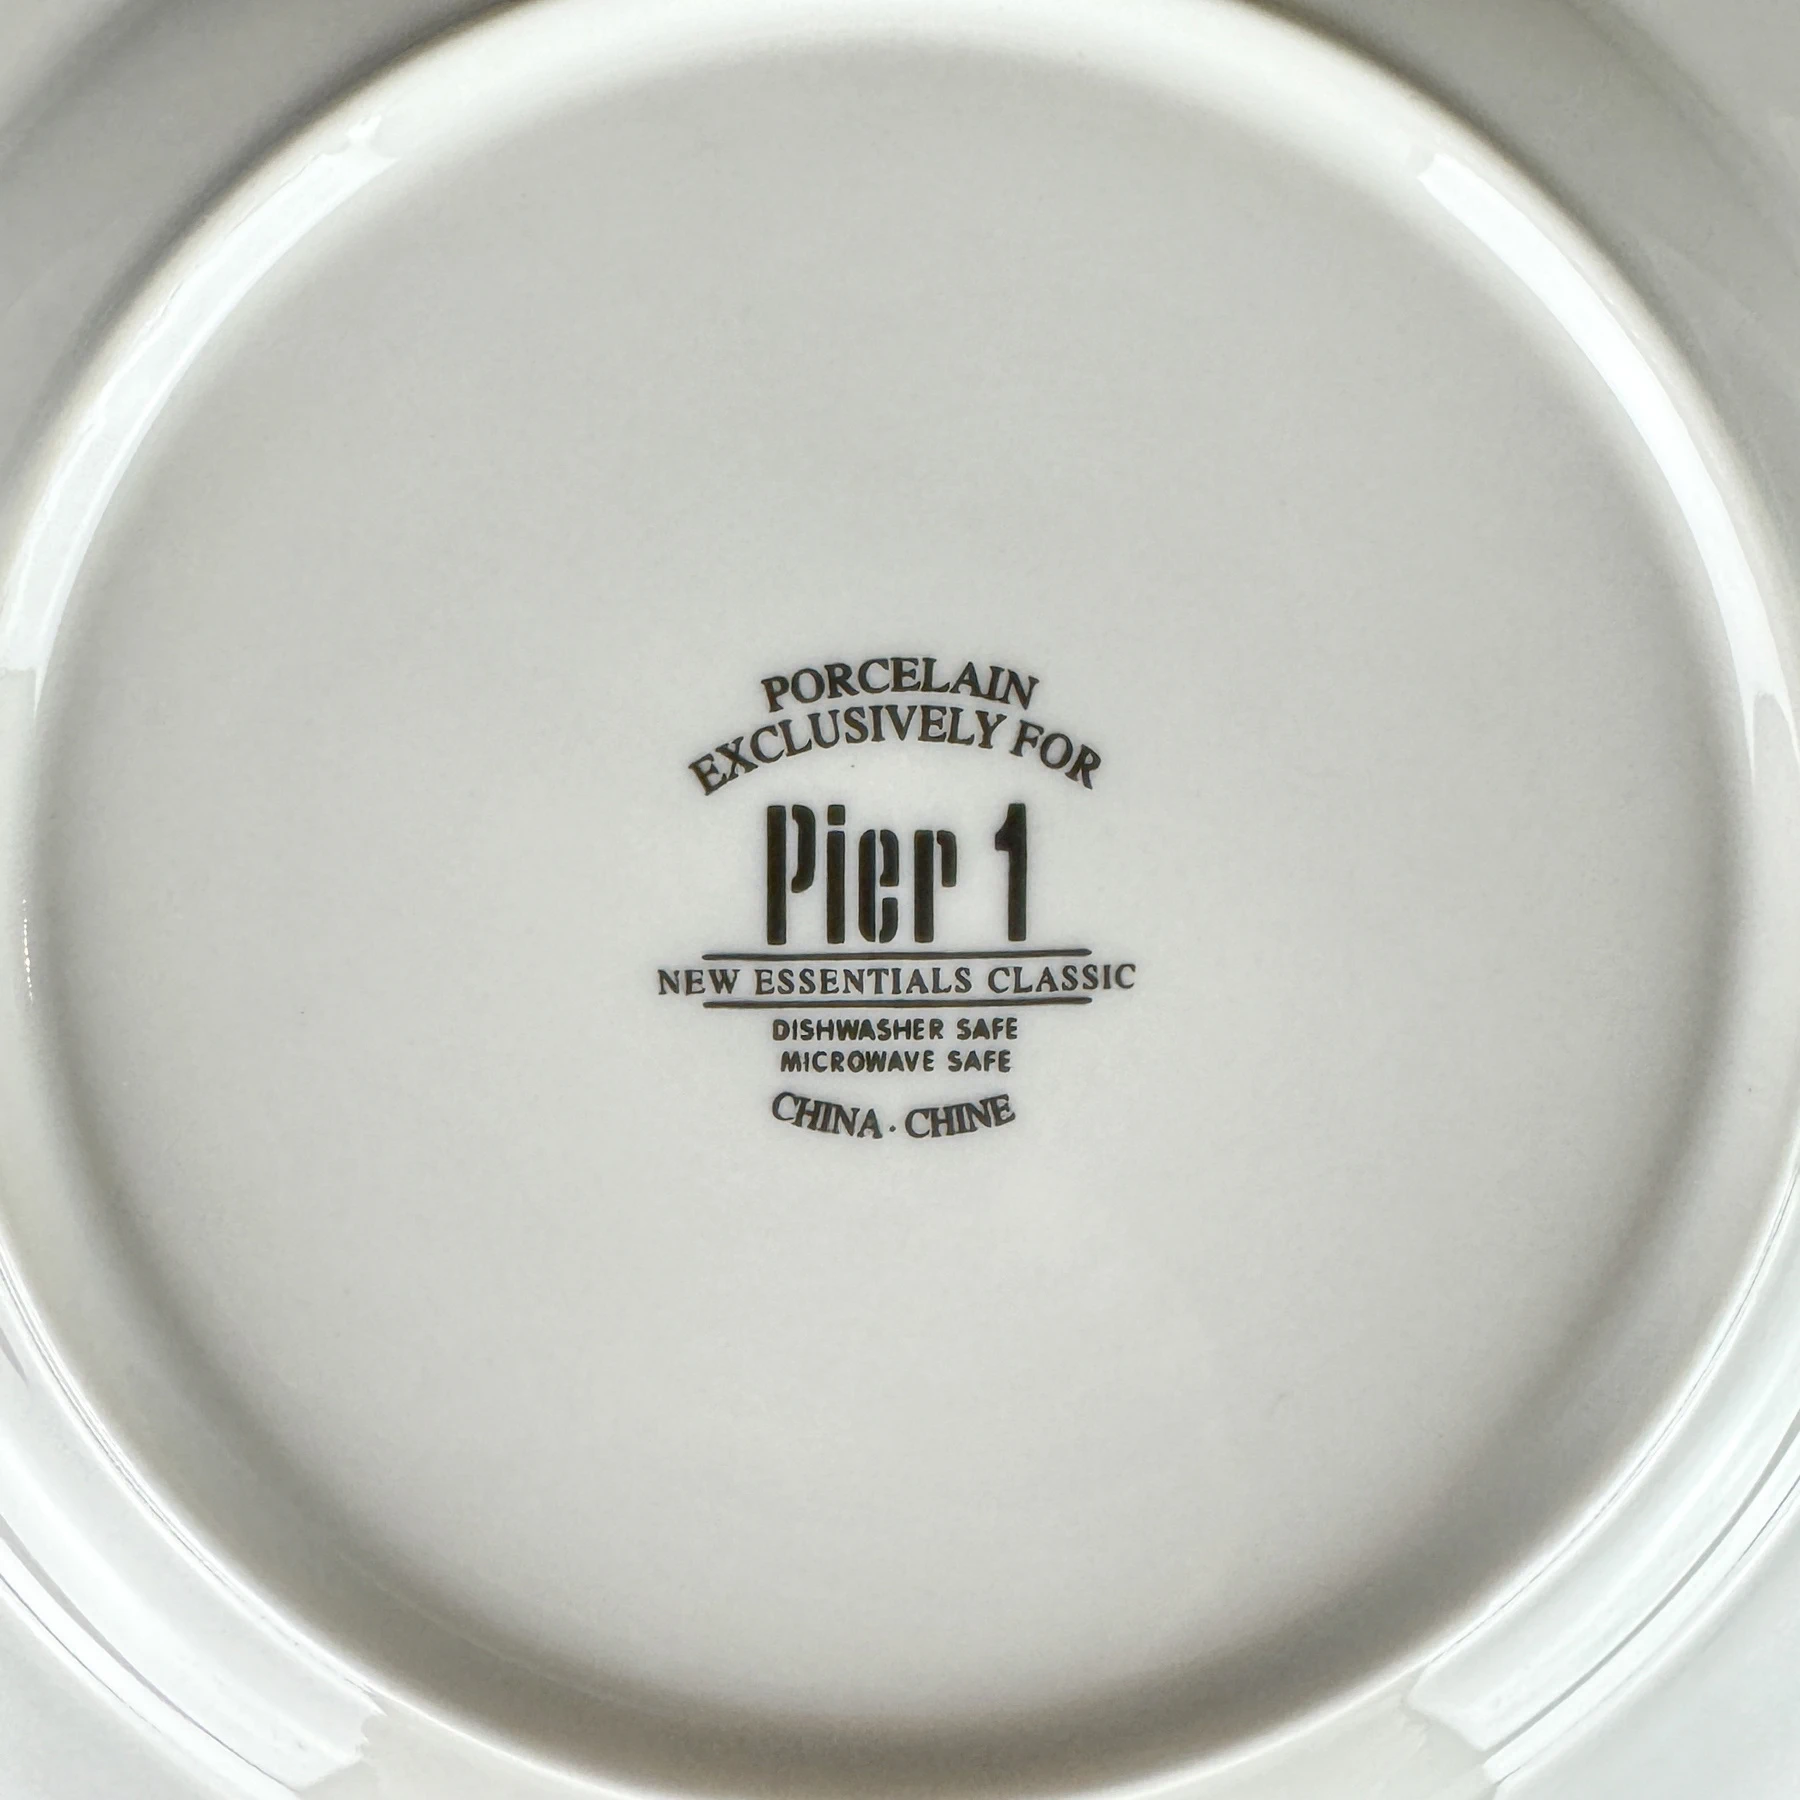 PORCELAIN
EXCLUSIVELY FOR
Pier 1
NEW ESSENTIALS CLASSIC
DISHWASHER SAFE
MICROWAVE SAFE
CHINA · CHINE